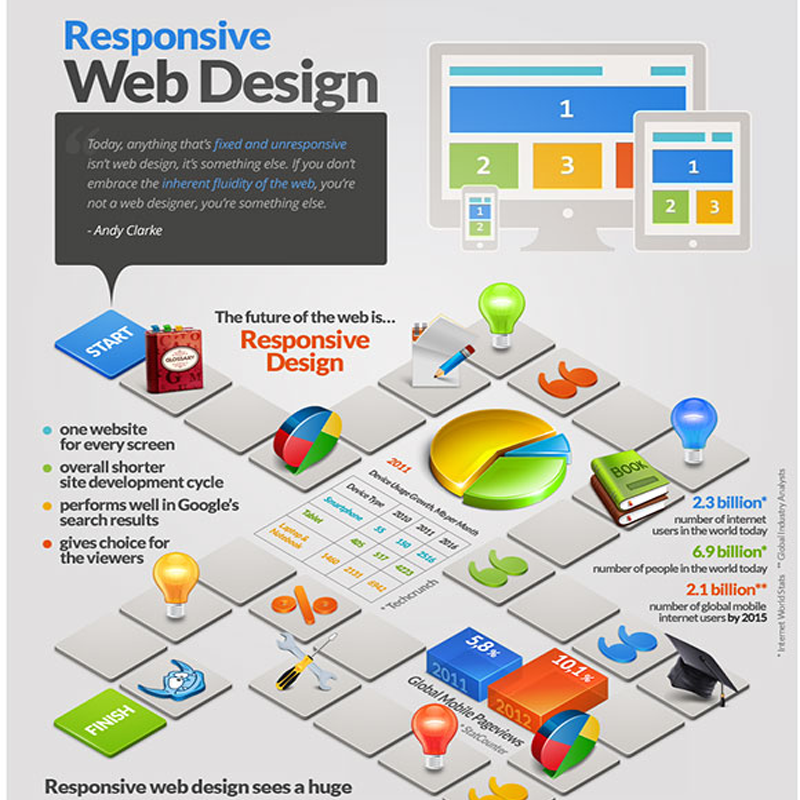 Responsive
Web Design
Today, anything that's fixed and unresponsive
isn't web design, it's something else. If you don't
embrace the inherent fluidity of the web, you're
not a web designer, you're something else.
- Andy Clarke
1
2
3
1
2
3
1
2
START
GLOSSARY
The future of the web is...
Responsive
Design
one website
for every screen
overall shorter
site development cycle
performs well in Google's
search results
gives choice for
the viewers
2011
Device Usage Growth, Mb per Month
Device Type 2010 2011 2016
Smartphone 55 150 2516
Tablet 405 517 4223
Laptop &
Notebook 1460 2131 6942
* Techcrunch
BOOK
2.3 billion*
number of internet
users in the world today
6.9 billion*
number of people in the world today
2.1 billion**
number of global mobile
internet users by 2015
* Internet World Stats ** Global Industry Analysts
5,8%
2011
10,1%
2012
Global Mobile Pageviews
* StatCounter
FINISH
Responsive web design sees a huge